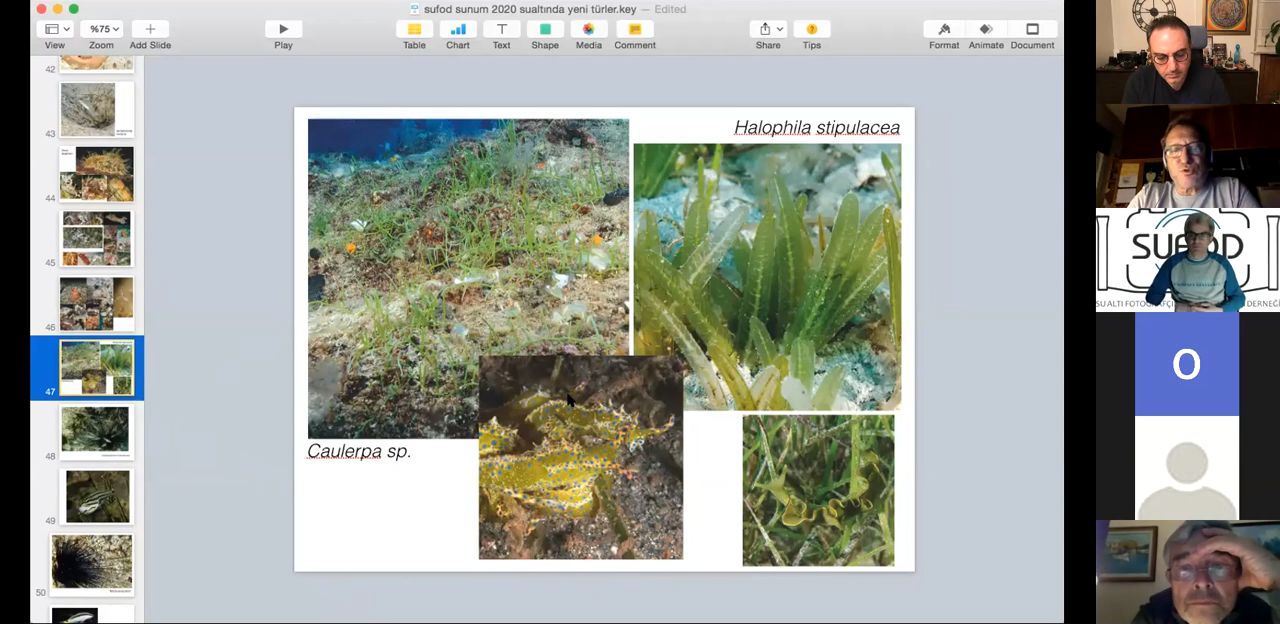 sufod sunum 2020 sualtında yeni türler.key — Edited
%75
View
Zoom
Add Slide
Play
Table
Chart
Text
Shape
Media
Comment
Share
Tips
Format
Animate
Document
42
43
44
45
46
47
48
49
50
Halophila stipulacea
Caulerpa sp.
SUFOD
SU ALTI FOTOĞRAFÇI
DERNEĞİ
O